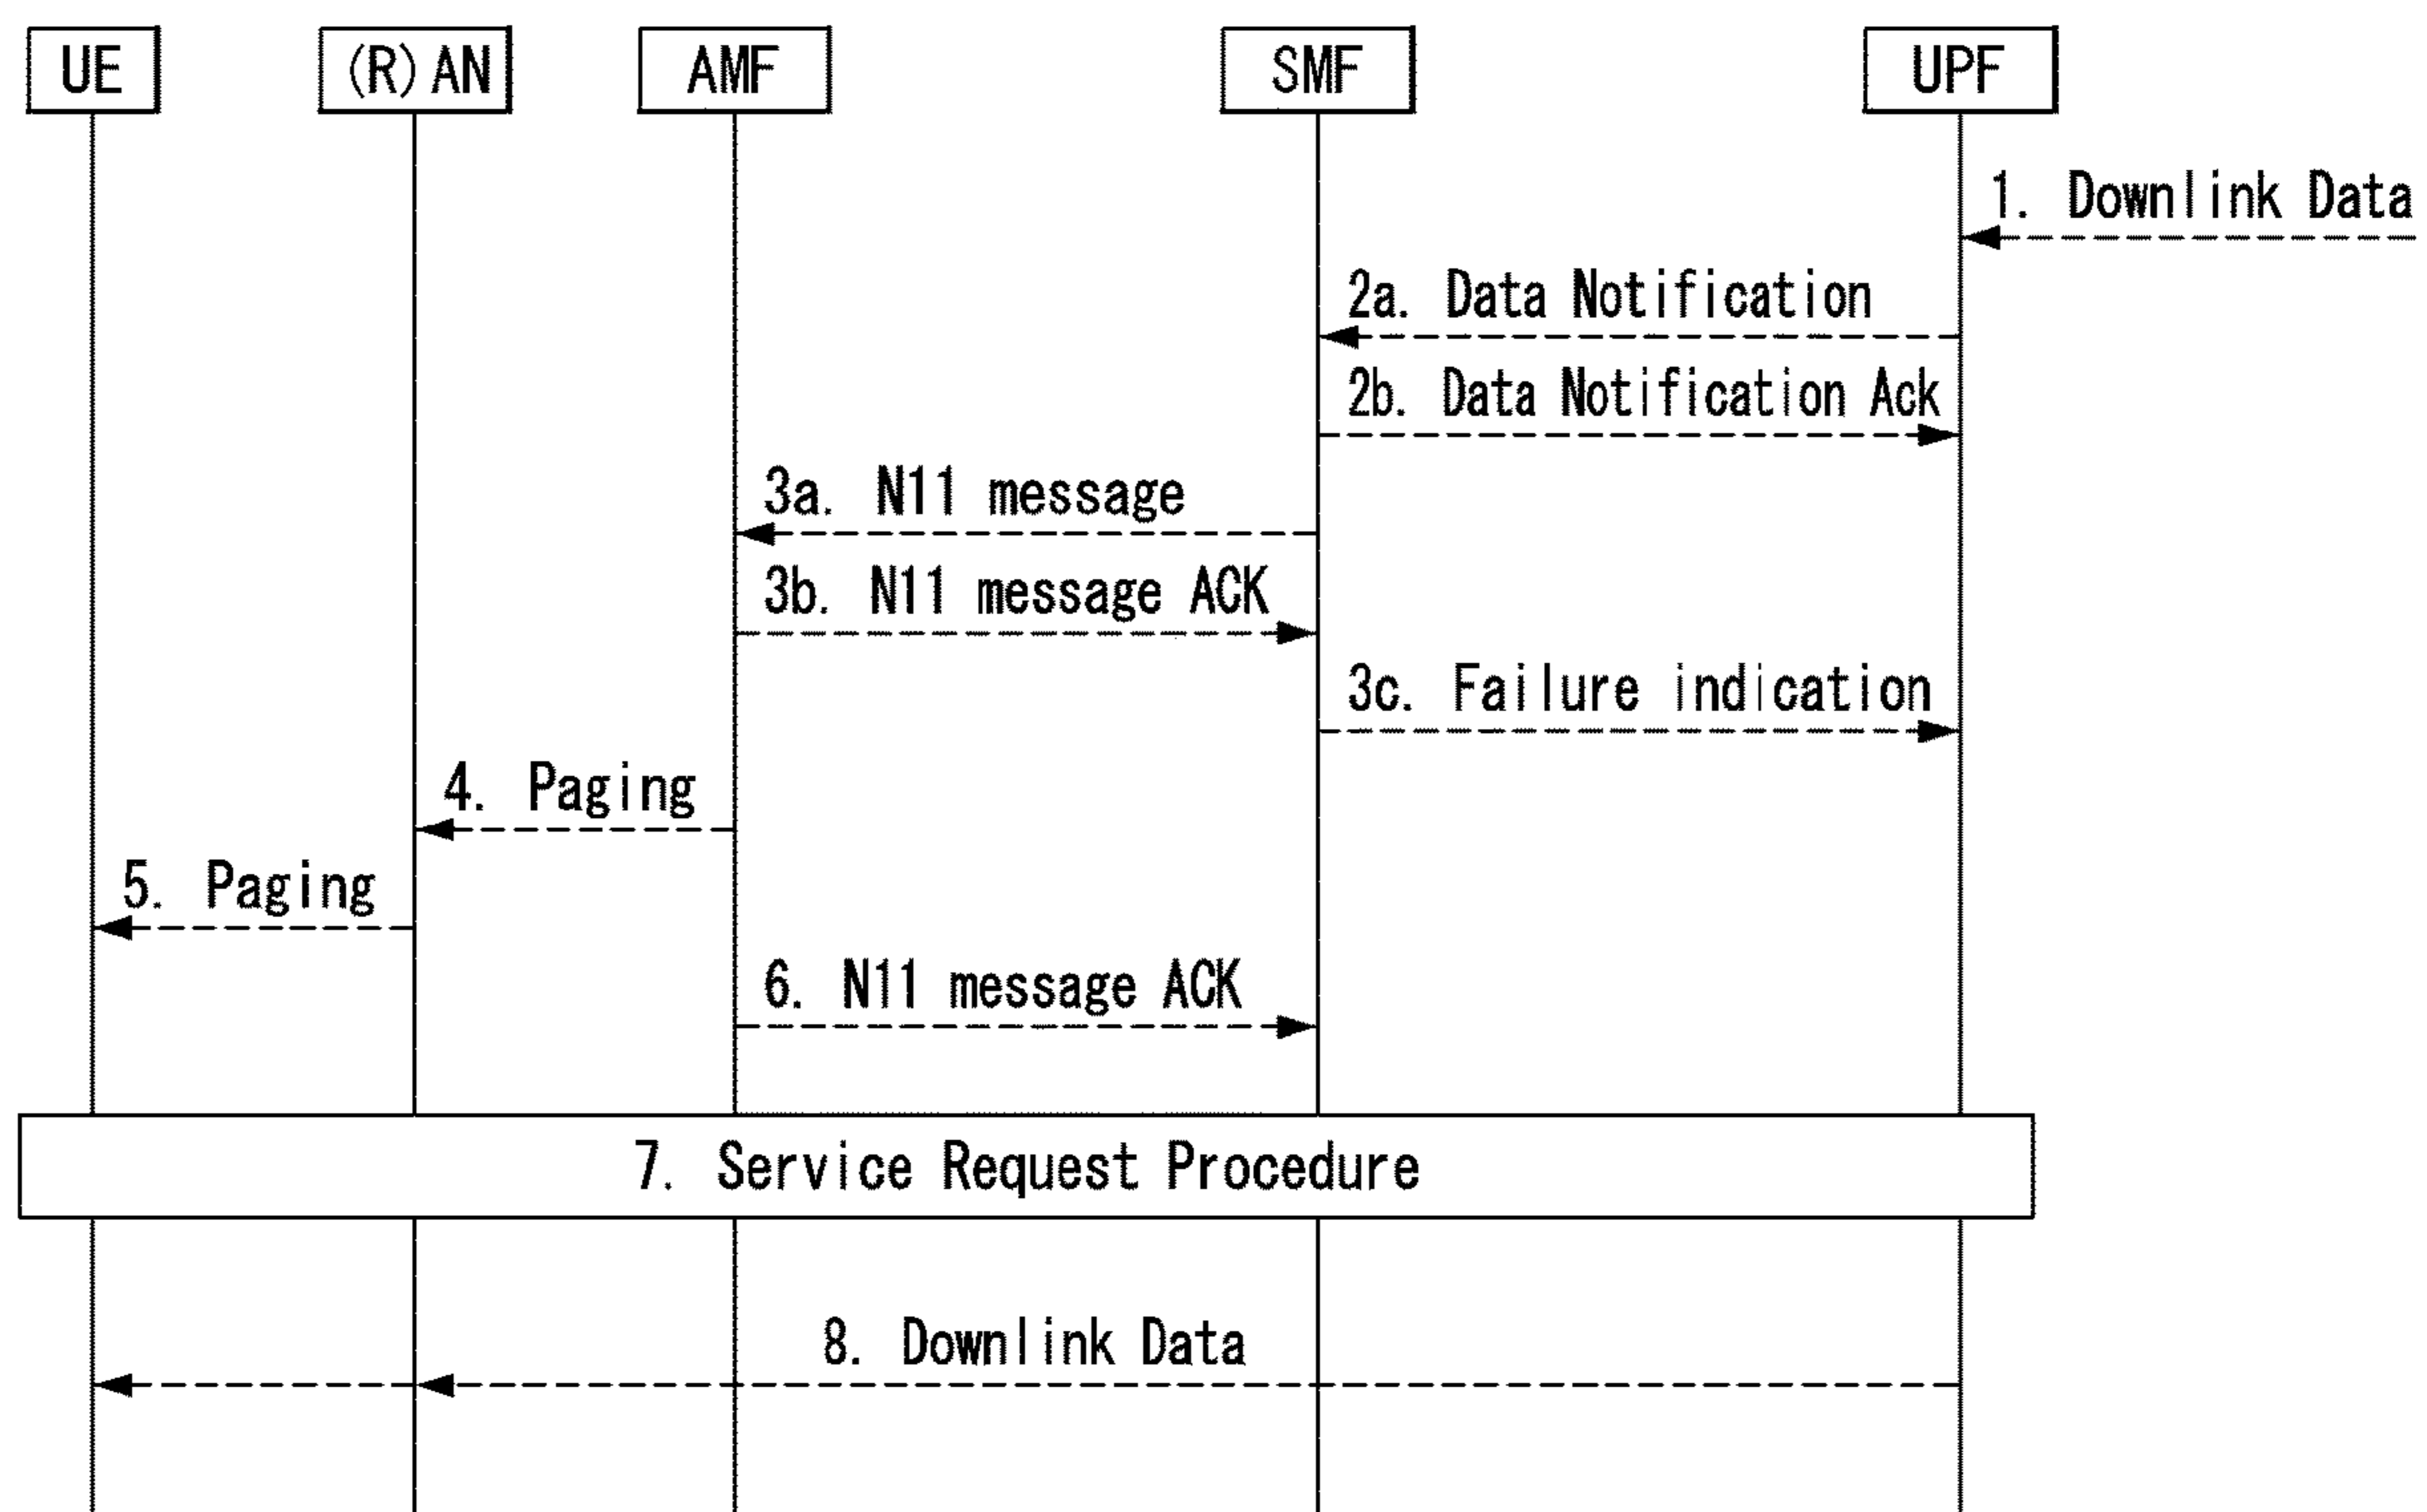 UE
(R)AN
AMF
SMF
UPF
1. Downlink Data
2a. Data Notification
2b. Data Notification Ack
3a. N11 message
3b. N11 message ACK
3c. Failure indication
4. Paging
5. Paging
6. N11 message ACK
7. Service Request Procedure
8. Downlink Data